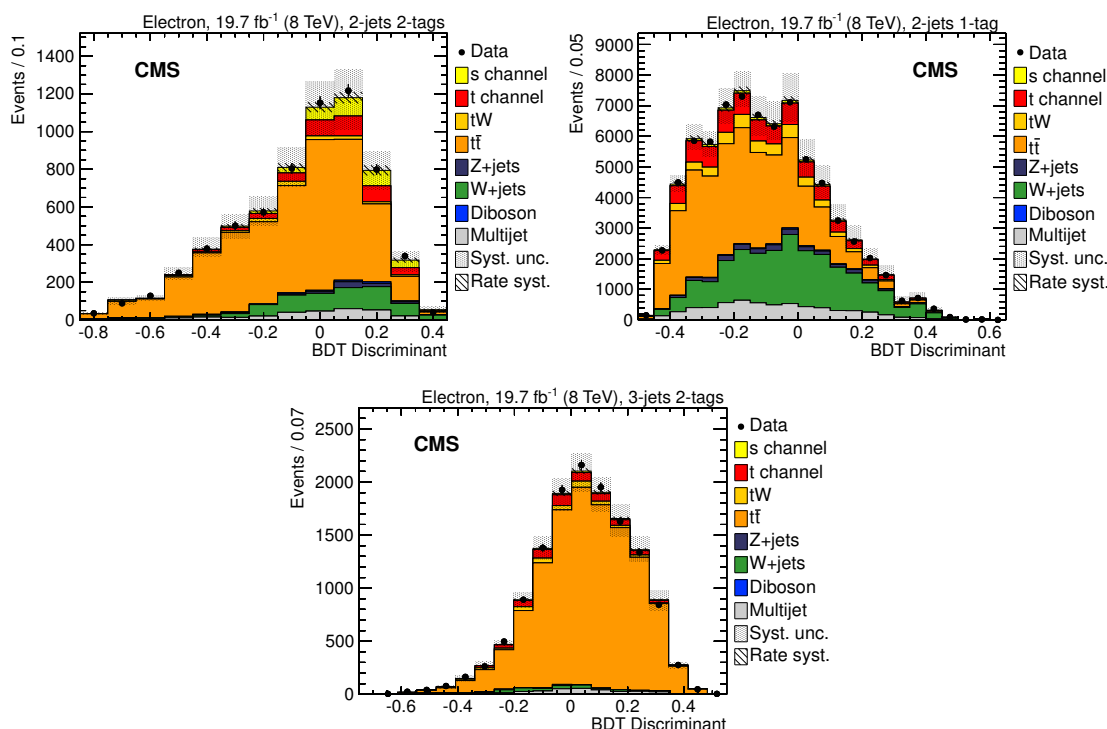 Electron, 19.7 fb⁻¹ (8 TeV), 2-jets 2-tags
Events / 0.1
1400
1200
1000
800
600
400
200
0
CMS
-0.8 -0.6 -0.4 -0.2 0 0.2 0.4
BDT Discriminant
Data
s channel
t channel
tW
tt̄
Z+jets
W+jets
Diboson
Multijet
Syst. unc.
Rate syst.
Electron, 19.7 fb⁻¹ (8 TeV), 2-jets 1-tag
Events / 0.05
9000
8000
7000
6000
5000
4000
3000
2000
1000
0
CMS
-0.4 -0.2 0 0.2 0.4 0.6
BDT Discriminant
Data
s channel
t channel
tW
tt̄
Z+jets
W+jets
Diboson
Multijet
Syst. unc.
Rate syst.
Electron, 19.7 fb⁻¹ (8 TeV), 3-jets 2-tags
Events / 0.07
2500
2000
1500
1000
500
0
CMS
-0.6 -0.4 -0.2 0 0.2 0.4
BDT Discriminant
Data
s channel
t channel
tW
tt̄
Z+jets
W+jets
Diboson
Multijet
Syst. unc.
Rate syst.